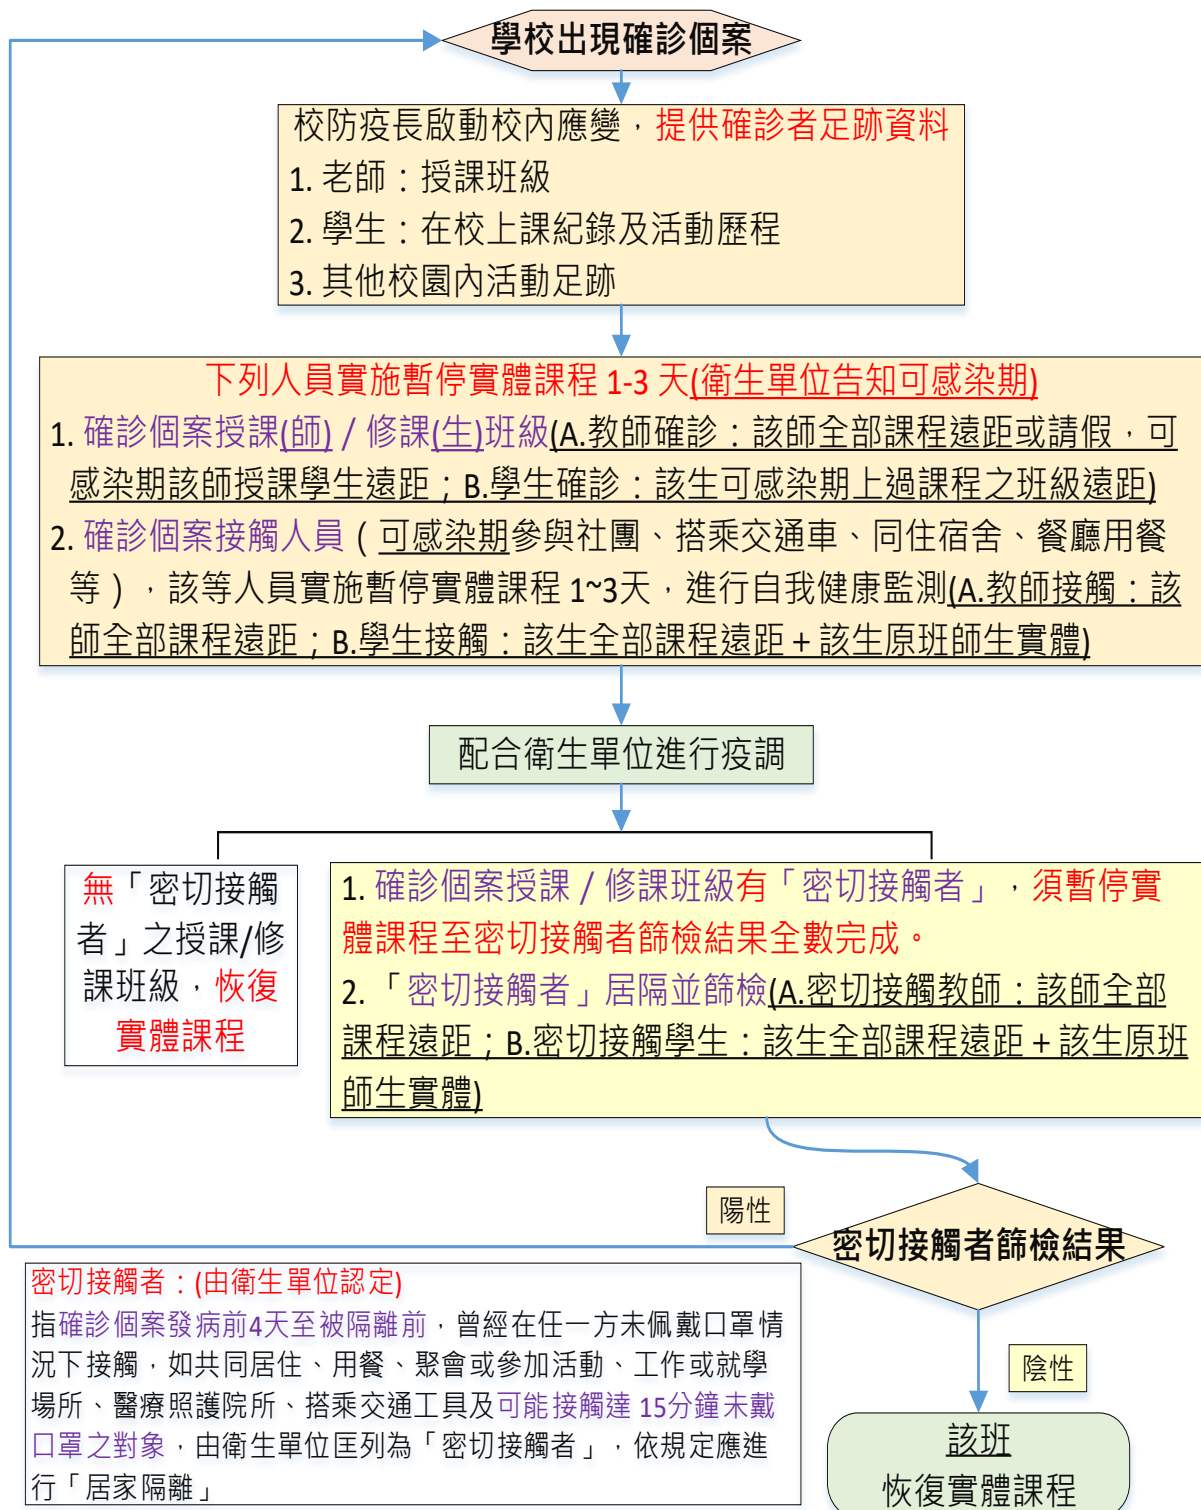 學校出現確診個案
校防疫長啟動校內應變，提供確診者足跡資料
1. 老師：授課班級
2. 學生：在校上課紀錄及活動歷程
3. 其他校園內活動足跡
下列人員實施暫停實體課程 1-3 天(衛生單位告知可感染期)
1. 確診個案授課(師) / 修課(生)班級(A.教師確診：該師全部課程遠距或請假，可
感染期該師授課學生遠距；B.學生確診：該生可感染期上過課程之班級遠距)
2. 確診個案接觸人員（可感染期參與社團、搭乘交通車、同住宿舍、餐廳用餐
等），該等人員實施暫停實體課程 1~3天，進行自我健康監測(A.教師接觸：該
師全部課程遠距；B.學生接觸：該生全部課程遠距＋該生原班師生實體)
配合衛生單位進行疫調
無「密切接觸
者」之授課/修
課班級，恢復
實體課程
1. 確診個案授課 / 修課班級有「密切接觸者」，須暫停實
體課程至密切接觸者篩檢結果全數完成。
2.「密切接觸者」居隔並篩檢(A.密切接觸教師：該師全部
課程遠距；B.密切接觸學生：該生全部課程遠距＋該生原班
師生實體)
陽性
密切接觸者篩檢結果
密切接觸者：(由衛生單位認定)
指確診個案發病前4天至被隔離前，曾經在任一方未佩戴口罩情
況下接觸，如共同居住、用餐、聚會或參加活動、工作或就學
場所、醫療照護院所、搭乘交通工具及可能接觸達 15分鐘未戴
口罩之對象，由衛生單位匡列為「密切接觸者」，依規定應進
行「居家隔離」
陰性
該班
恢復實體課程